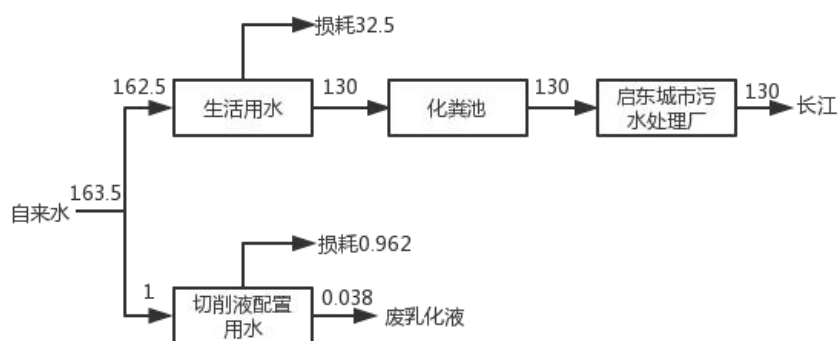 损耗32.5
162.5
生活用水
130
化粪池
130
启东城市污
水处理厂
130
长江
自来水
163.5
损耗0.962
1
切削液配置
用水
0.038
废乳化液